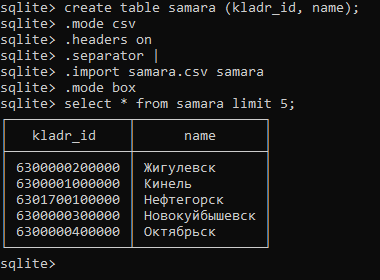 sqlite> create table samara (kladr_id, name);
sqlite> .mode csv
sqlite> .headers on
sqlite> .separator |
sqlite> .import samara.csv samara
sqlite> .mode box
sqlite> select * from samara limit 5;
kladr_id name
6300000200000 Жигулевск
6300001000000 Кинель
6301700100000 Нефтегорск
6300000300000 Новокуйбышевск
6300000400000 Октябрьск
sqlite>